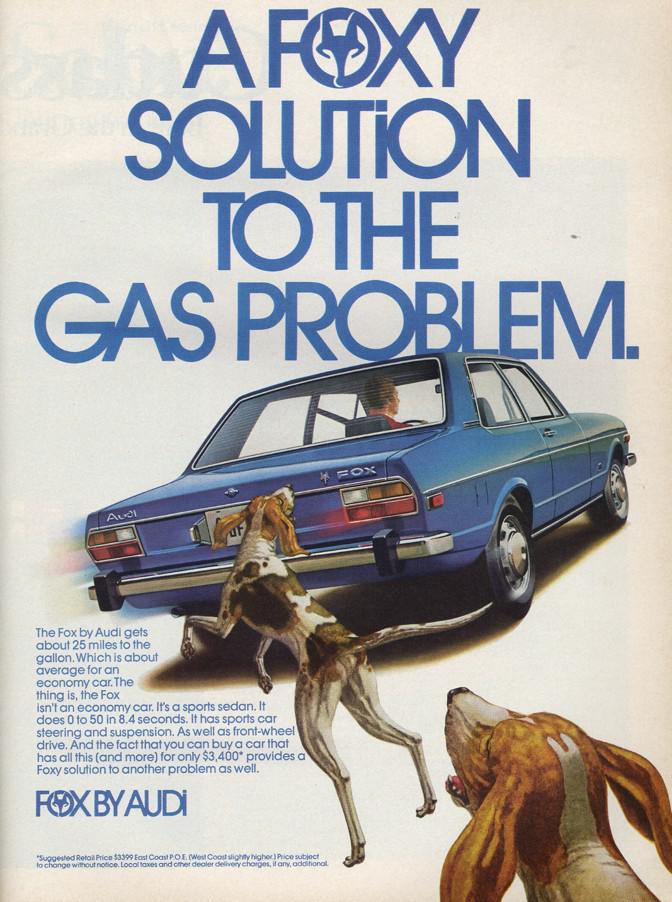 A FOXY
SOLUTiON
TO THE
GAS PROBLEM.
FOX
Audi
The Fox by Audi gets
about 25 miles to the
gallon. Which is about
average for an
economy car. The
thing is, the Fox
isn't an economy car. It's a sports sedan. It
does 0 to 50 in 8.4 seconds. It has sports car
steering and suspension. As well as front-wheel
drive. And the fact that you can buy a car that
has all this (and more) for only $3,400* provides a
Foxy solution to another problem as well.
FOX BY AUDi
*Suggested Retail Price $3399 East Coast P.O.E. (West Coast slightly higher.) Price subject
to change without notice. Local taxes and other dealer delivery charges, if any, additional.